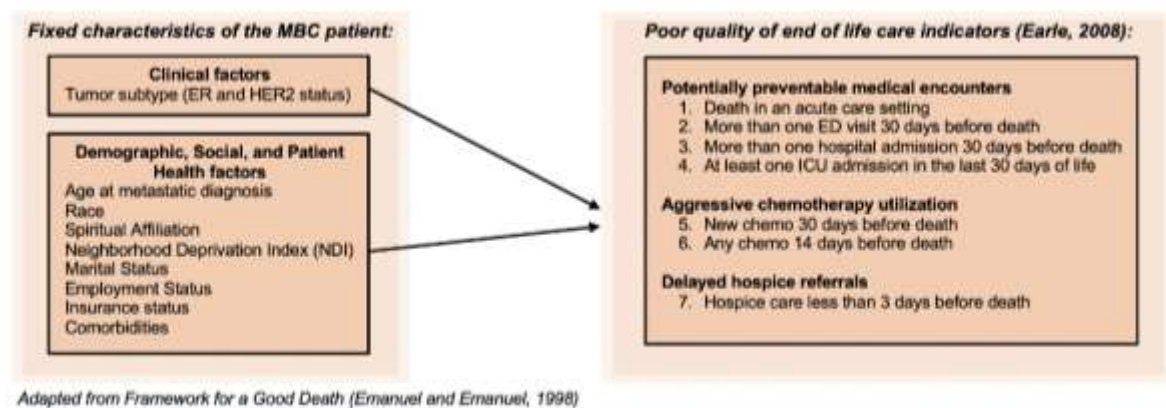 Fixed characteristics of the MBC patient:
Clinical factors
Tumor subtype (ER and HER2 status)
Demographic, Social, and Patient
Health factors
Age at metastatic diagnosis
Race
Spiritual Affiliation
Neighborhood Deprivation Index (NDI)
Marital Status
Employment Status
Insurance status
Comorbidities
Poor quality of end of life care indicators (Earle, 2008):
Potentially preventable medical encounters
1. Death in an acute care setting
2. More than one ED visit 30 days before death
3. More than one hospital admission 30 days before death
4. At least one ICU admission in the last 30 days of life
Aggressive chemotherapy utilization
5. New chemo 30 days before death
6. Any chemo 14 days before death
Delayed hospice referrals
7. Hospice care less than 3 days before death
Adapted from Framework for a Good Death (Emanuel and Emanuel, 1998)